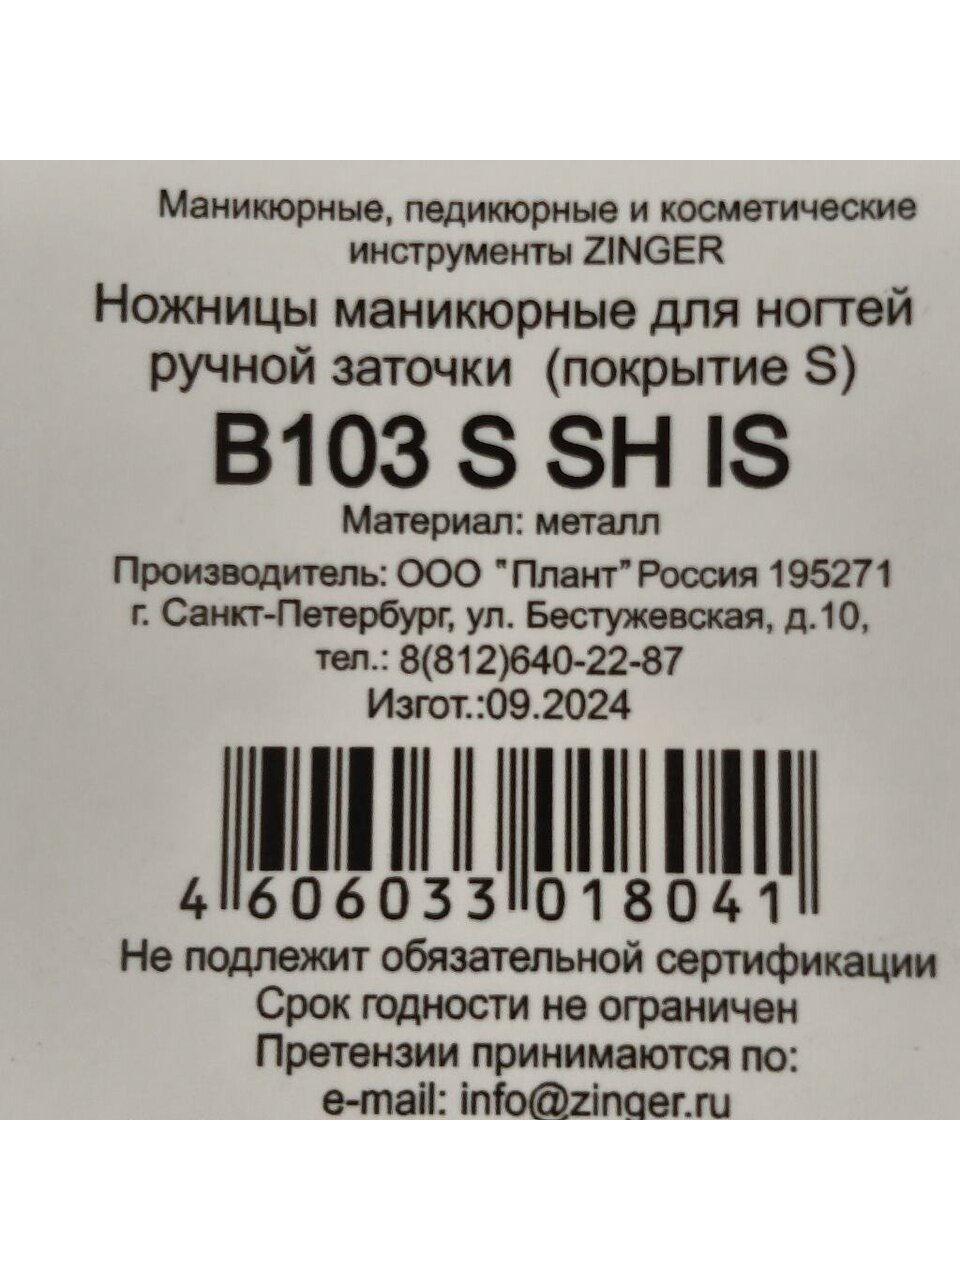 Маникюрные, педикюрные и косметические
инструменты ZINGER
Ножницы маникюрные для ногтей
ручной заточки (покрытие S)
B103 S SH IS
Материал: металл
Производитель: ООО "Плант" Россия 195271
г. Санкт-Петербург, ул. Бестужевская, д.10,
тел.: 8(812)640-22-87
Изгот.:09.2024
4 606033 018041
Не подлежит обязательной сертификации
Срок годности не ограничен
Претензии принимаются по:
e-mail: info@zinger.ru